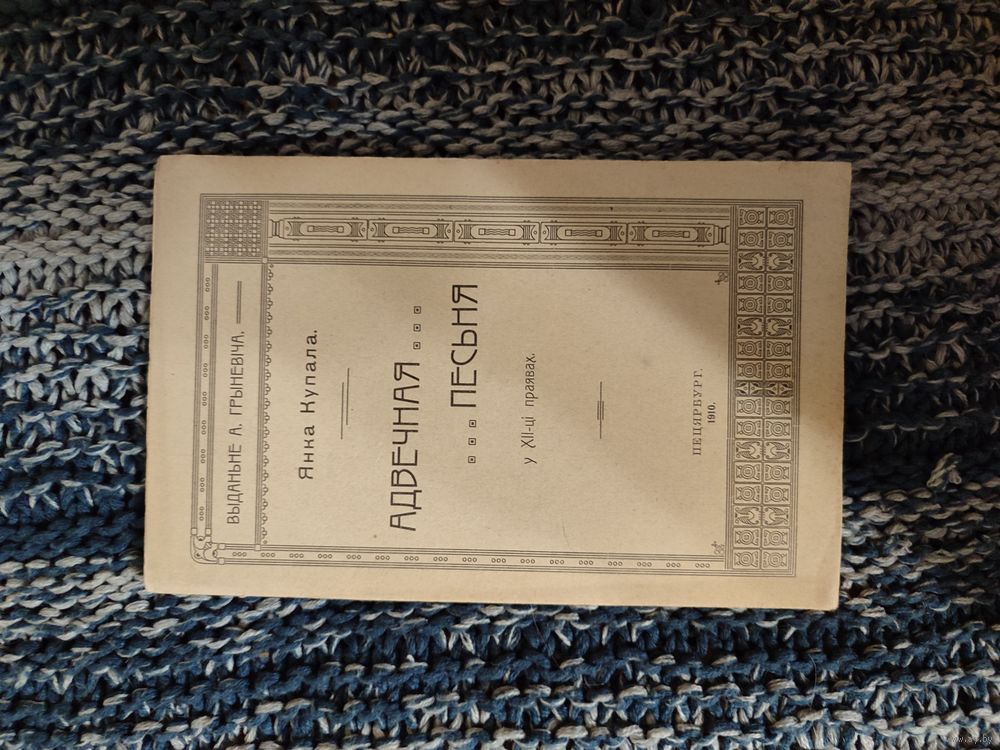 ВЫДАНЬНЕ А. ГРЫНЕВІЧА,
Янка Купала.
АДВЕЧНАЯ
ПЕСЬНЯ
у XII-ці праявах.
ПЕЦЯРБУРГ.
1910.